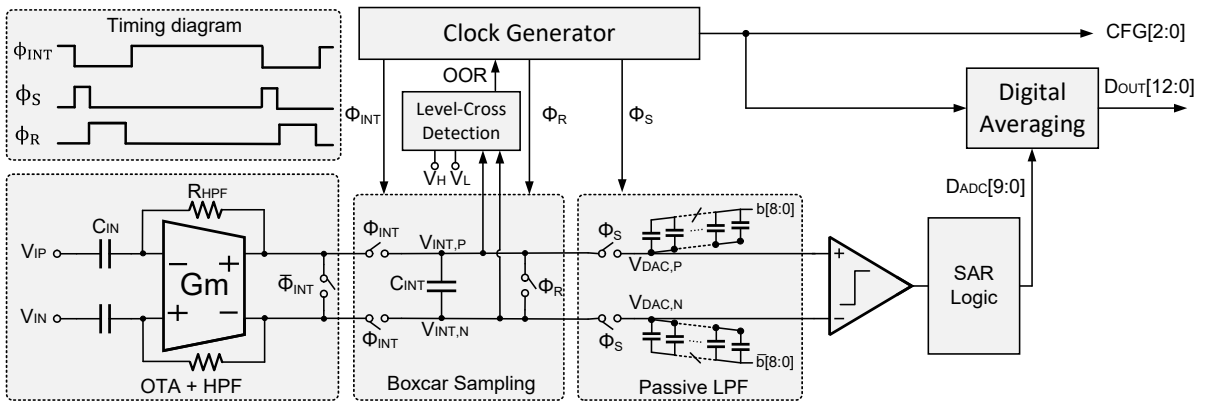 Timing diagram
ϕINT
ϕS
ϕR
Clock Generator
CFG[2:0]
OOR
Level-Cross
Detection
ΦINT
ΦR
ΦS
VH VL
Digital
Averaging
DOUT[12:0]
DADC[9:0]
RHPF
CIN
VIP
VIN
− +
Gm
+ −
Φ̅INT
OTA + HPF
ΦINT
VINT,P
CINT
ΦR
VINT,N
ΦINT
Boxcar Sampling
ΦS
b[8:0]
...
VDAC,P
VDAC,N
ΦS
...
b̅[8:0]
Passive LPF
+
−
SAR
Logic